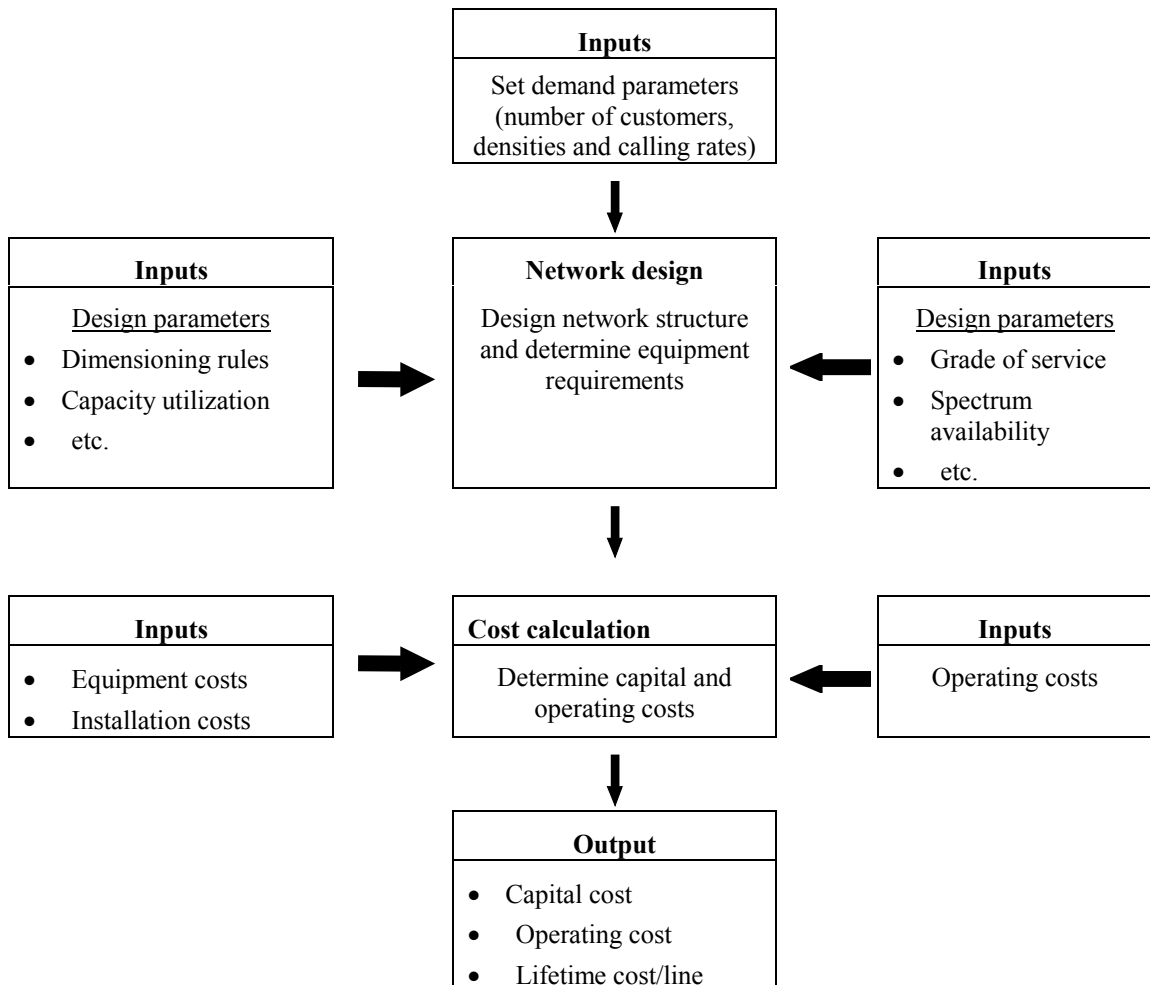 Inputs
Set demand parameters
(number of customers,
densities and calling rates)
Inputs
Design parameters
• Dimensioning rules
• Capacity utilization
• etc.
Network design
Design network structure
and determine equipment
requirements
Inputs
Design parameters
• Grade of service
• Spectrum
availability
• etc.
Inputs
• Equipment costs
• Installation costs
Cost calculation
Determine capital and
operating costs
Inputs
Operating costs
Output
• Capital cost
• Operating cost
• Lifetime cost/line